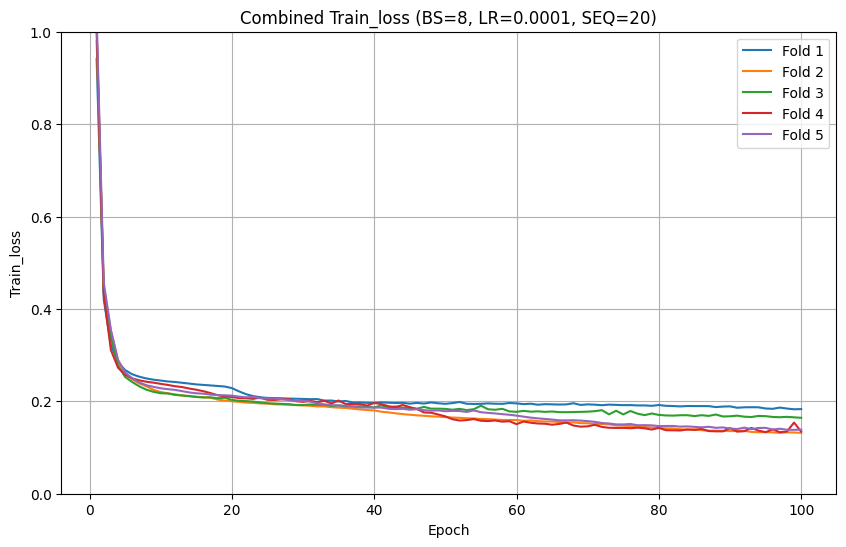 Combined Train_loss (BS=8, LR=0.0001, SEQ=20)
Fold 1
Fold 2
Fold 3
Fold 4
Fold 5
Train_loss
1.0
0.8
0.6
0.4
0.2
0.0
0 20 40 60 80 100
Epoch